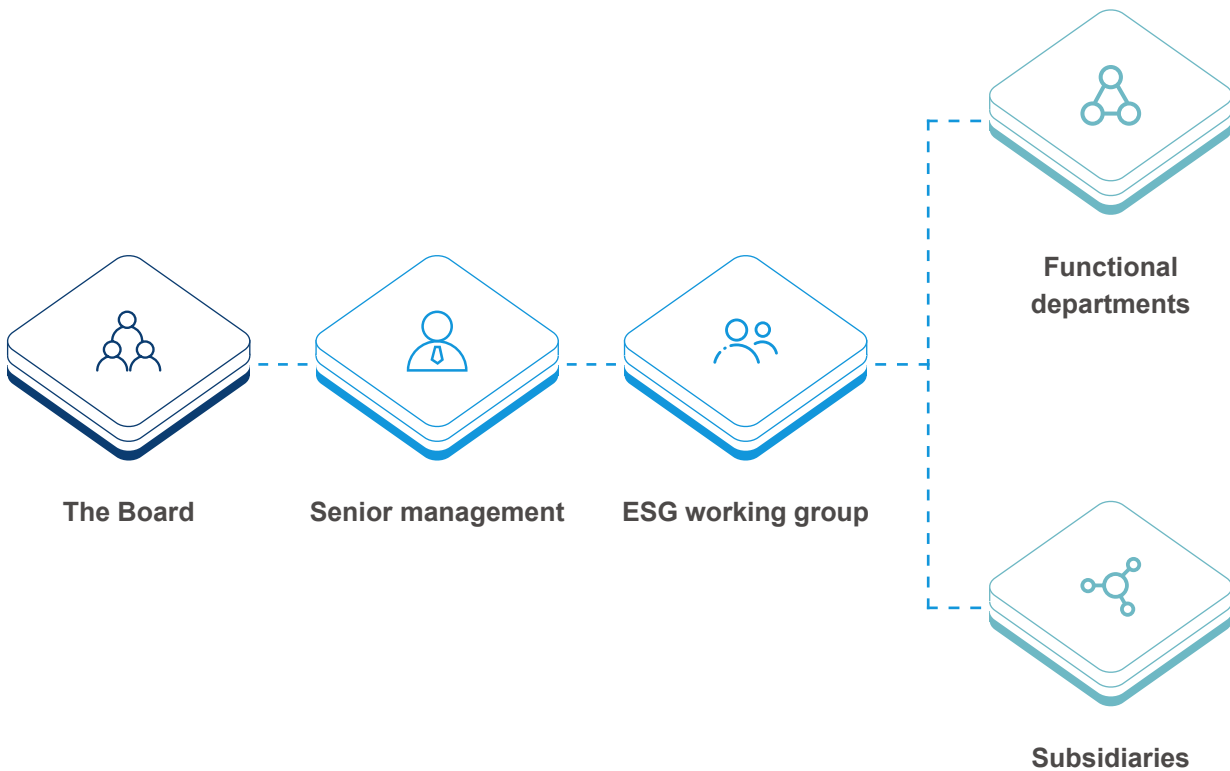 The Board
Senior management
ESG working group
Functional
departments
Subsidiaries